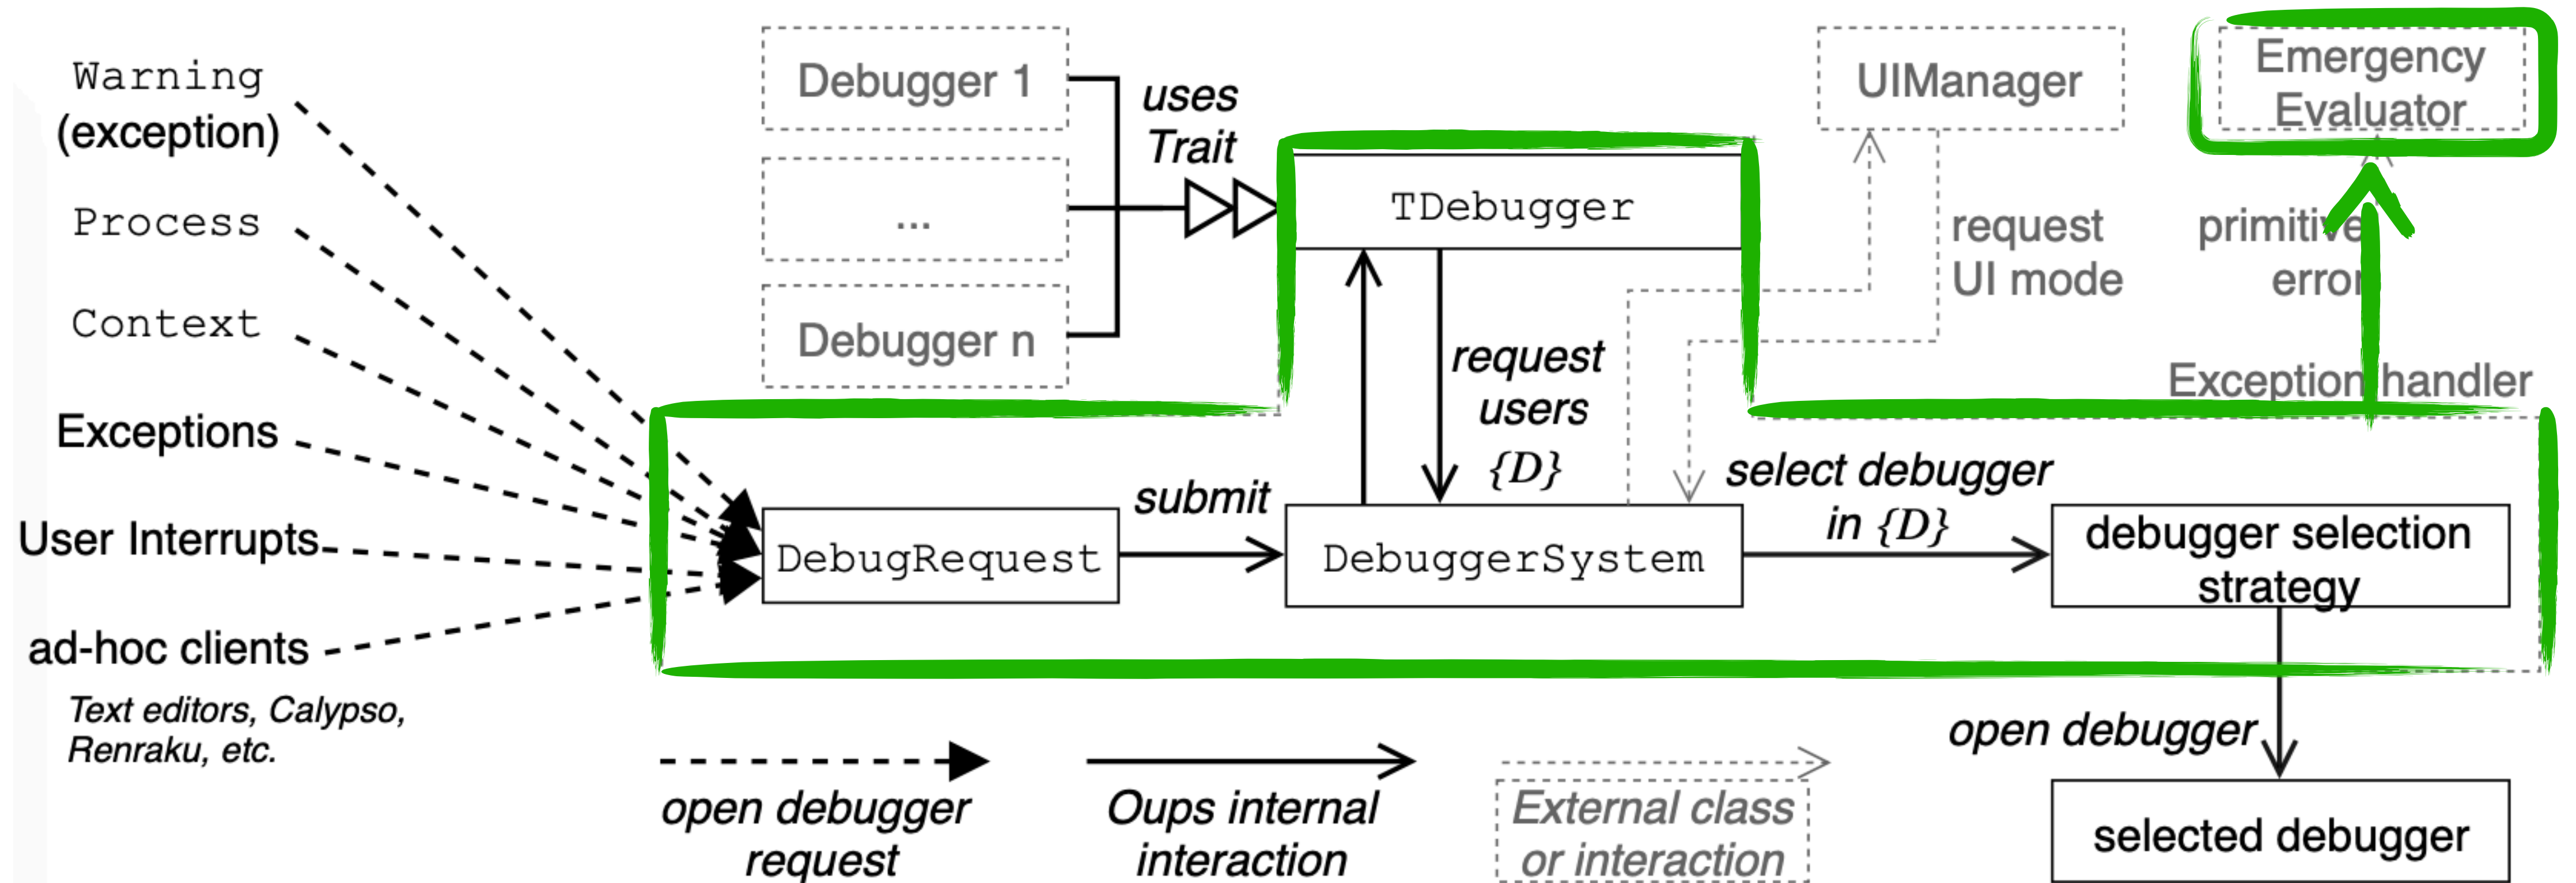 Warning
(exception)
Process
Context
Exceptions
User Interrupts
ad-hoc clients
Text editors, Calypso,
Renraku, etc.
Debugger 1
...
Debugger n
uses
Trait
TDebugger
UIManager
Emergency
Evaluator
request
UI mode
primitive
error
Exception handler
request
users
{D}
DebugRequest
submit
DebuggerSystem
select debugger
in {D}
debugger selection
strategy
open debugger
selected debugger
open debugger
request
Oups internal
interaction
External class
or interaction